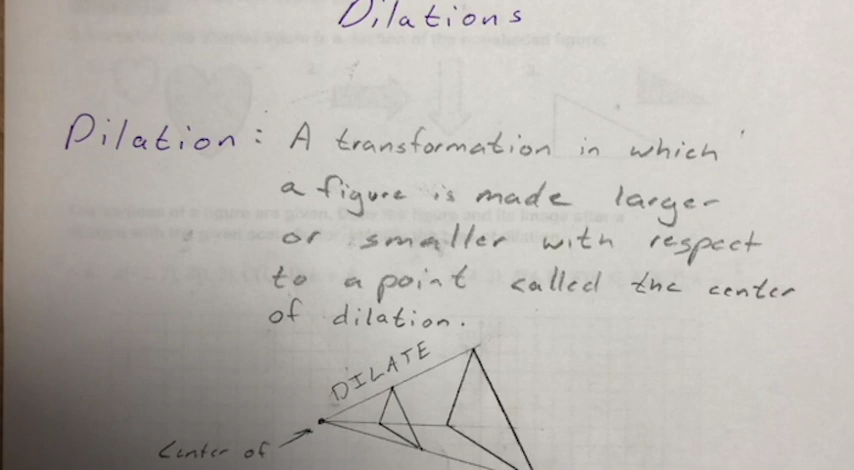 Dilations
Dilation: A transformation in which
a figure is made larger
or smaller with respect
to a point called the center
of dilation.
DILATE
Center of